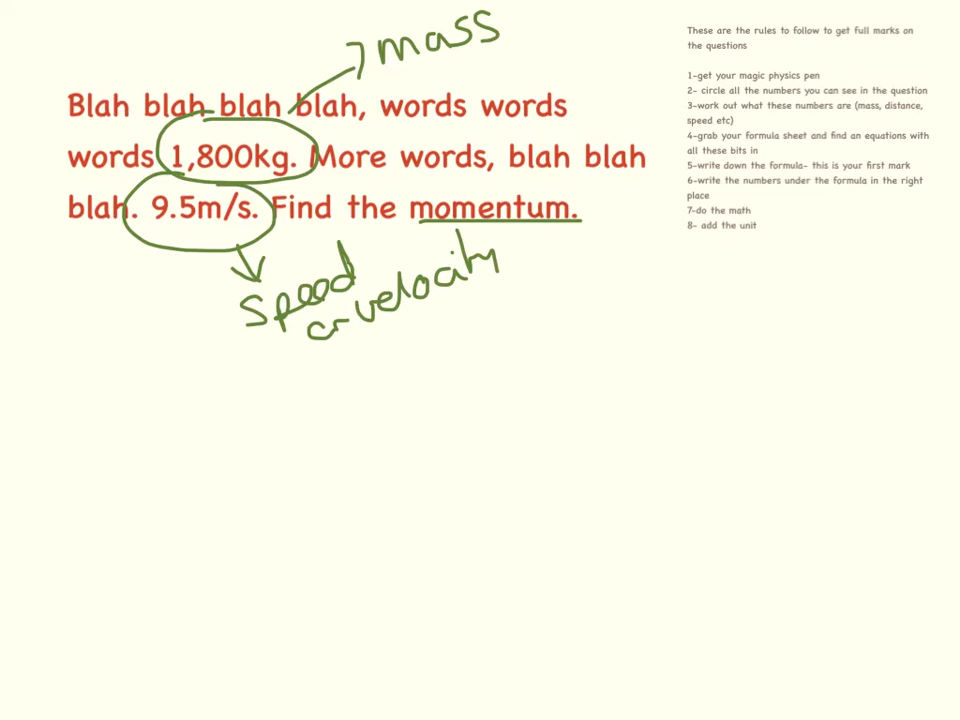 mass
Blah blah blah blah, words words
words 1,800kg. More words, blah blah
blah. 9.5m/s. Find the momentum.
Speed
or velocity
These are the rules to follow to get full marks on
the questions
1-get your magic physics pen
2- circle all the numbers you can see in the question
3-work out what these numbers are (mass, distance,
speed etc)
4-grab your formula sheet and find an equations with
all these bits in
5-write down the formula- this is your first mark
6-write the numbers under the formula in the right
place
7-do the math
8- add the unit